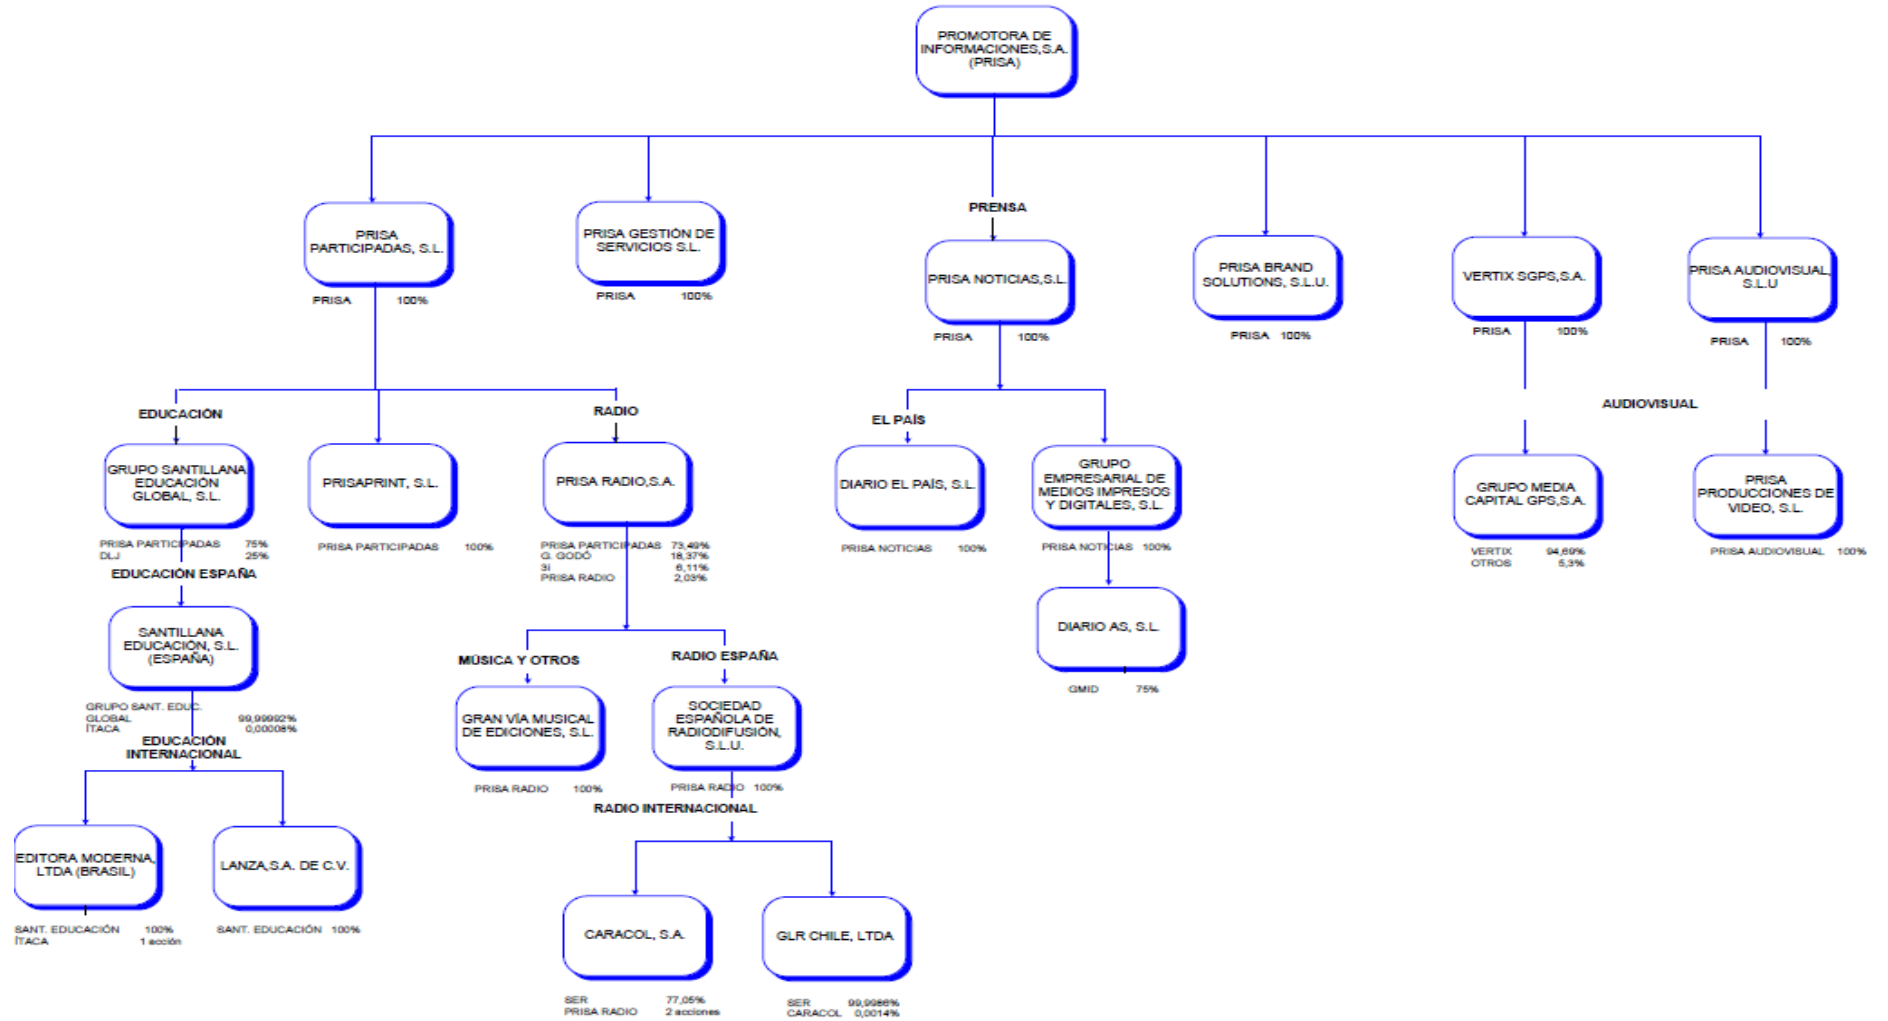 PROMOTORA DE
INFORMACIONES,S.A.
(PRISA)
PRISA
PARTICIPADAS, S.L.
PRISA 100%
PRISA GESTIÓN DE
SERVICIOS S.L.
PRISA 100%
PRENSA
PRISA NOTICIAS,S.L.
PRISA 100%
PRISA BRAND
SOLUTIONS, S.L.U.
PRISA 100%
VERTIX SGPS,S.A.
PRISA 100%
PRISA AUDIOVISUAL,
S.L.U
PRISA 100%
EDUCACIÓN
GRUPO SANTILLANA
EDUCACIÓN
GLOBAL, S.L.
PRISA PARTICIPADAS 75%
DLJ 25%
PRISAPRINT, S.L.
PRISA PARTICIPADAS 100%
RADIO
PRISA RADIO,S.A.
PRISA PARTICIPADAS 73,49%
G. GODÓ 18,37%
3i 6,11%
PRISA RADIO 2,03%
EL PAÍS
DIARIO EL PAÍS, S.L.
PRISA NOTICIAS 100%
GRUPO
EMPRESARIAL DE
MEDIOS IMPRESOS
Y DIGITALES, S.L.
PRISA NOTICIAS 100%
AUDIOVISUAL
GRUPO MEDIA
CAPITAL GPS,S.A.
VERTIX 94,69%
OTROS 5,3%
PRISA
PRODUCCIONES DE
VIDEO, S.L.
PRISA AUDIOVISUAL 100%
EDUCACIÓN ESPAÑA
SANTILLANA
EDUCACIÓN, S.L.
(ESPAÑA)
GRUPO SANT. EDUC.
GLOBAL 99,99992%
ÍTACA 0,00008%
DIARIO AS, S.L.
GMID 75%
MÚSICA Y OTROS
GRAN VÍA MUSICAL
DE EDICIONES, S.L.
PRISA RADIO 100%
RADIO ESPAÑA
SOCIEDAD
ESPAÑOLA DE
RADIODIFUSIÓN,
S.L.U.
PRISA RADIO 100%
EDUCACIÓN
INTERNACIONAL
EDITORA MODERNA,
LTDA (BRASIL)
SANT. EDUCACIÓN 100%
ÍTACA 1 acción
LANZA,S.A. DE C.V.
SANT. EDUCACIÓN 100%
RADIO INTERNACIONAL
CARACOL, S.A.
SER 77,05%
PRISA RADIO 2 acciones
GLR CHILE, LTDA
SER 99,9986%
CARACOL 0,0014%